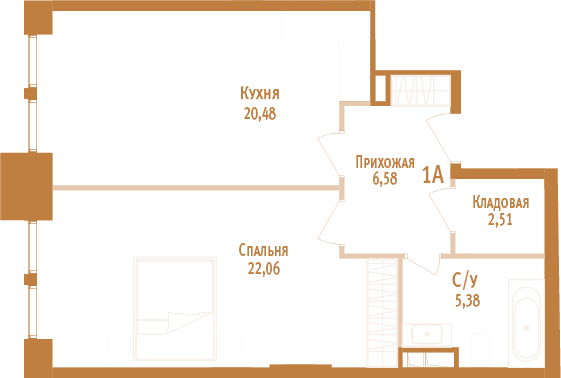 Кухня
20,48
Прихожая
6,58
1А
Кладовая
2,51
Спальня
22,06
С/у
5,38